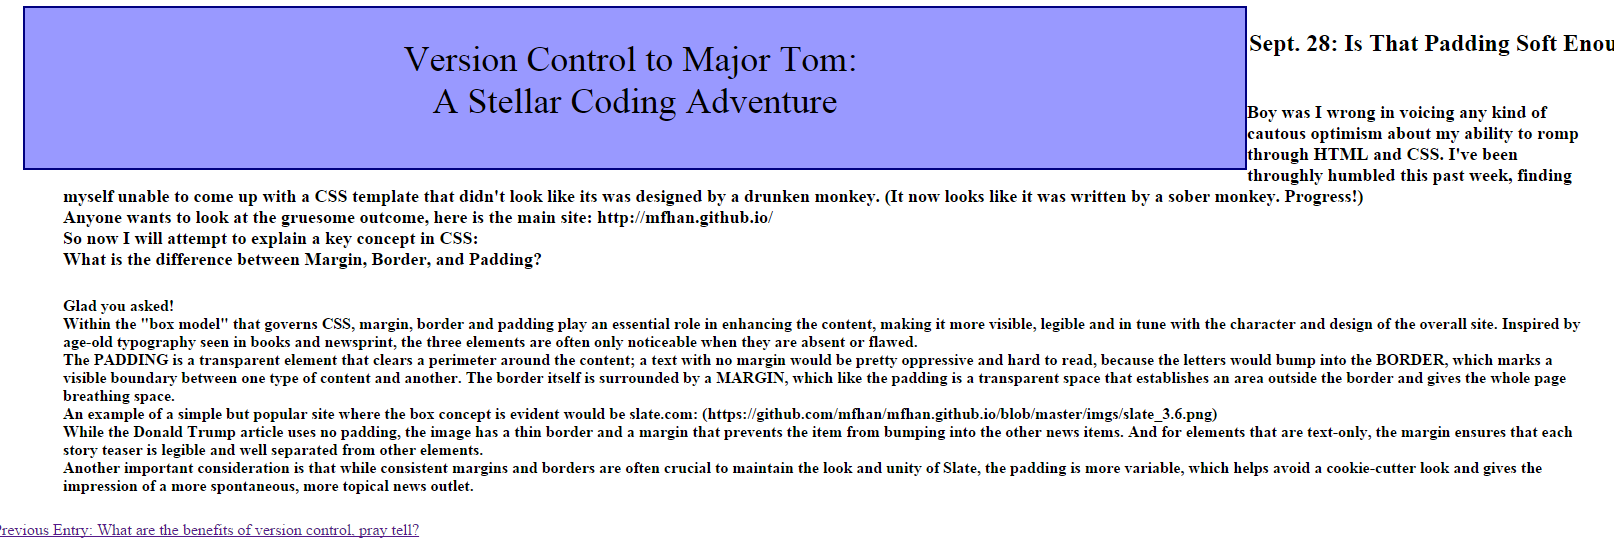 Version Control to Major Tom:
A Stellar Coding Adventure
Sept. 28: Is That Padding Soft Enou
Boy was I wrong in voicing any kind of
cautous optimism about my ability to romp
through HTML and CSS. I've been
throughly humbled this past week, finding
myself unable to come up with a CSS template that didn't look like its was designed by a drunken monkey. (It now looks like it was written by a sober monkey. Progress!)
Anyone wants to look at the gruesome outcome, here is the main site: http://mfhan.github.io/
So now I will attempt to explain a key concept in CSS:
What is the difference between Margin, Border, and Padding?
Glad you asked!
Within the "box model" that governs CSS, margin, border and padding play an essential role in enhancing the content, making it more visible, legible and in tune with the character and design of the overall site. Inspired by
age-old typography seen in books and newsprint, the three elements are often only noticeable when they are absent or flawed.
The PADDING is a transparent element that clears a perimeter around the content; a text with no margin would be pretty oppressive and hard to read, because the letters would bump into the BORDER, which marks a
visible boundary between one type of content and another. The border itself is surrounded by a MARGIN, which like the padding is a transparent space that establishes an area outside the border and gives the whole page
breathing space.
An example of a simple but popular site where the box concept is evident would be slate.com: (https://github.com/mfhan/mfhan.github.io/blob/master/imgs/slate_3.6.png)
While the Donald Trump article uses no padding, the image has a thin border and a margin that prevents the item from bumping into the other news items. And for elements that are text-only, the margin ensures that each
story teaser is legible and well separated from other elements.
Another important consideration is that while consistent margins and borders are often crucial to maintain the look and unity of Slate, the padding is more variable, which helps avoid a cookie-cutter look and gives the
impression of a more spontaneous, more topical news outlet.
Previous Entry: What are the benefits of version control, pray tell?